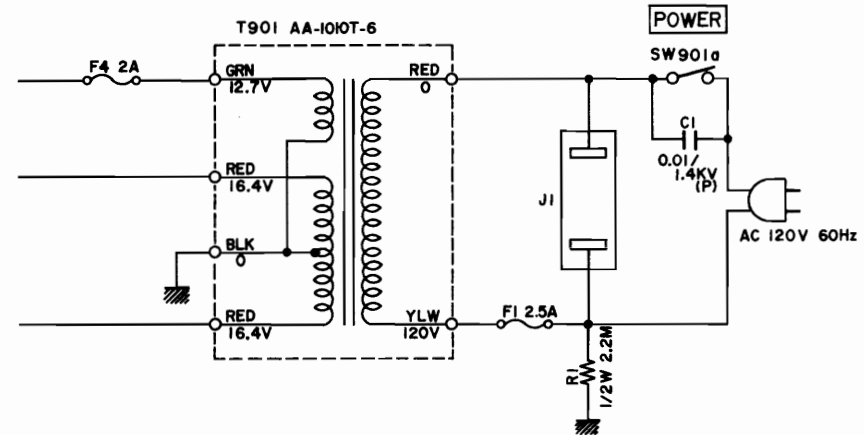 T901 AA-1010T-6
POWER
SW901a
F4 2A
GRN
12.7V
RED
0
C1
0.01/
1.4KV
(P)
RED
16.4V
J1
AC 120V 60Hz
BLK
0
RED
16.4V
YLW
120V
F1 2.5A
R1
1/2W 2.2M